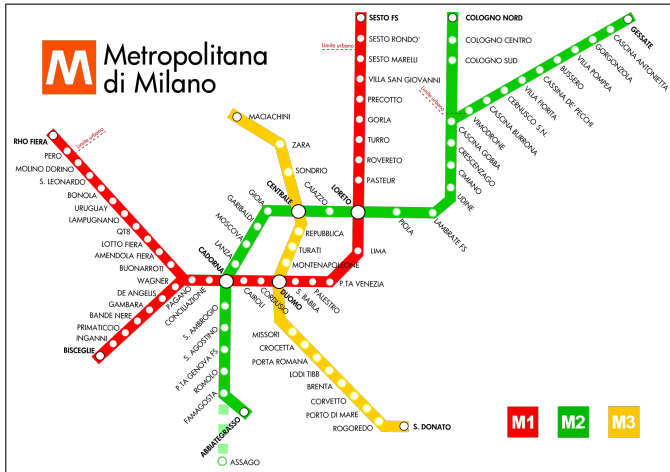 Metropolitana
di Milano
SESTO FS
SESTO RONDO'
Limite urbano
SESTO MARELLI
VILLA SAN GIOVANNI
PRECOTTO
GORLA
TURRO
ROVERETO
PASTEUR
LORETO
LIMA
P.TA VENEZIA
PALESTRO
S. BABILA
DUOMO
CORDUSIO
CAIROLI
CADORNA
CONCILIAZIONE
PAGANO
COLOGNO NORD
COLOGNO CENTRO
COLOGNO SUD
Limite urbano
GESSATE
CASCINA ANTONIETTA
GORGONZOLA
VILLA POMPEA
BUSSERO
CASSINA DE' PECCHI
VILLA FIORITA
CERNUSCO S.N.
CASCINA BURRONA
VIMODRONE
CASCINA GOBBA
CRESCENZAGO
CIMIANO
UDINE
LAMBRATE FS
PIOLA
CAIAZZO
CENTRALE
GIOIA
GARIBALDI
MOSCOVA
LANZA
S. AMBROGIO
S. AGOSTINO
P.TA GENOVA FS
ROMOLO
FAMAGOSTA
ABBIATEGRASSO
ASSAGO
MACIACHINI
ZARA
SONDRIO
REPUBBLICA
TURATI
MONTENAPOLEONE
MISSORI
CROCETTA
PORTA ROMANA
LODI TIBB
BRENTA
CORVETTO
PORTO DI MARE
ROGOREDO
S. DONATO
RHO FIERA
Limite urbano
PERO
MOLINO DORINO
S. LEONARDO
BONOLA
URUGUAY
LAMPUGNANO
QT8
LOTTO FIERA
AMENDOLA FIERA
BUONARROTI
WAGNER
DE ANGELIS
GAMBARA
BANDE NERE
PRIMATICCIO
INGANNI
BISCEGLIE
M1
M2
M3